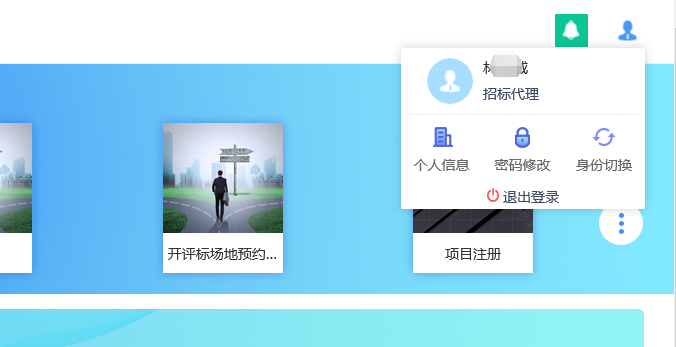 招标代理
个人信息
密码修改
身份切换
退出登录
开评标场地预约...
项目注册